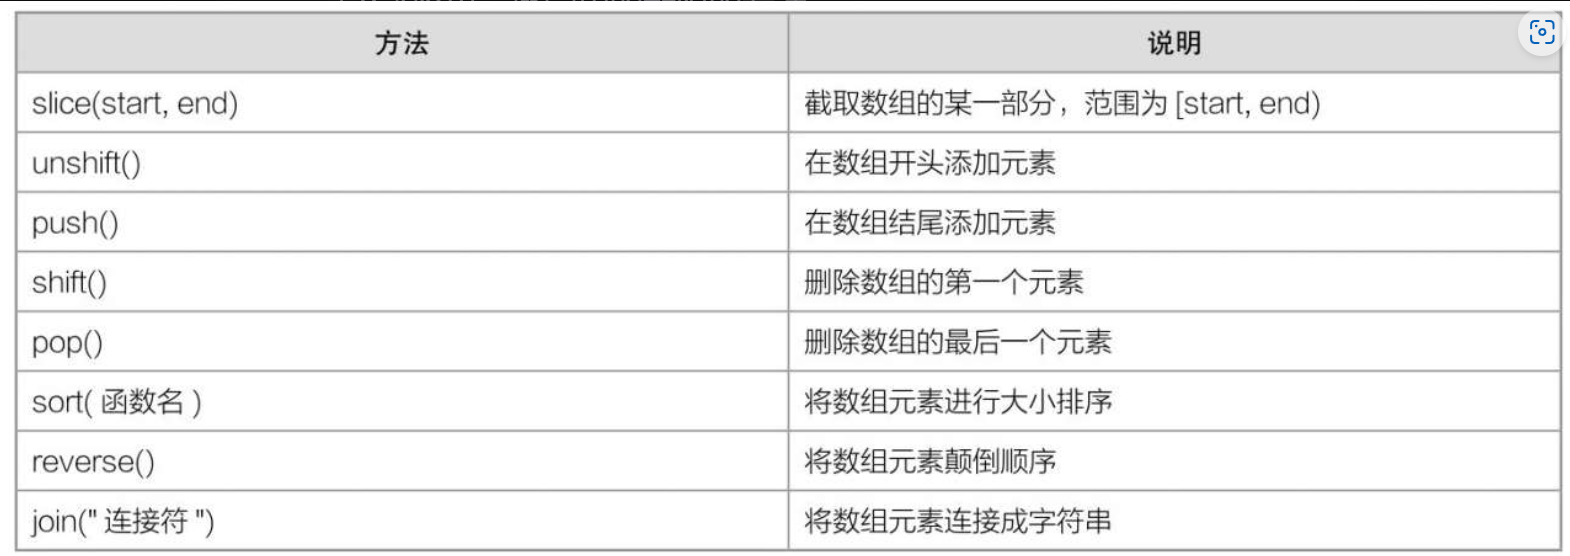 方法 说明
slice(start, end) 截取数组的某一部分，范围为 [start, end)
unshift() 在数组开头添加元素
push() 在数组结尾添加元素
shift() 删除数组的第一个元素
pop() 删除数组的最后一个元素
sort( 函数名 ) 将数组元素进行大小排序
reverse() 将数组元素颠倒顺序
join(" 连接符 ") 将数组元素连接成字符串